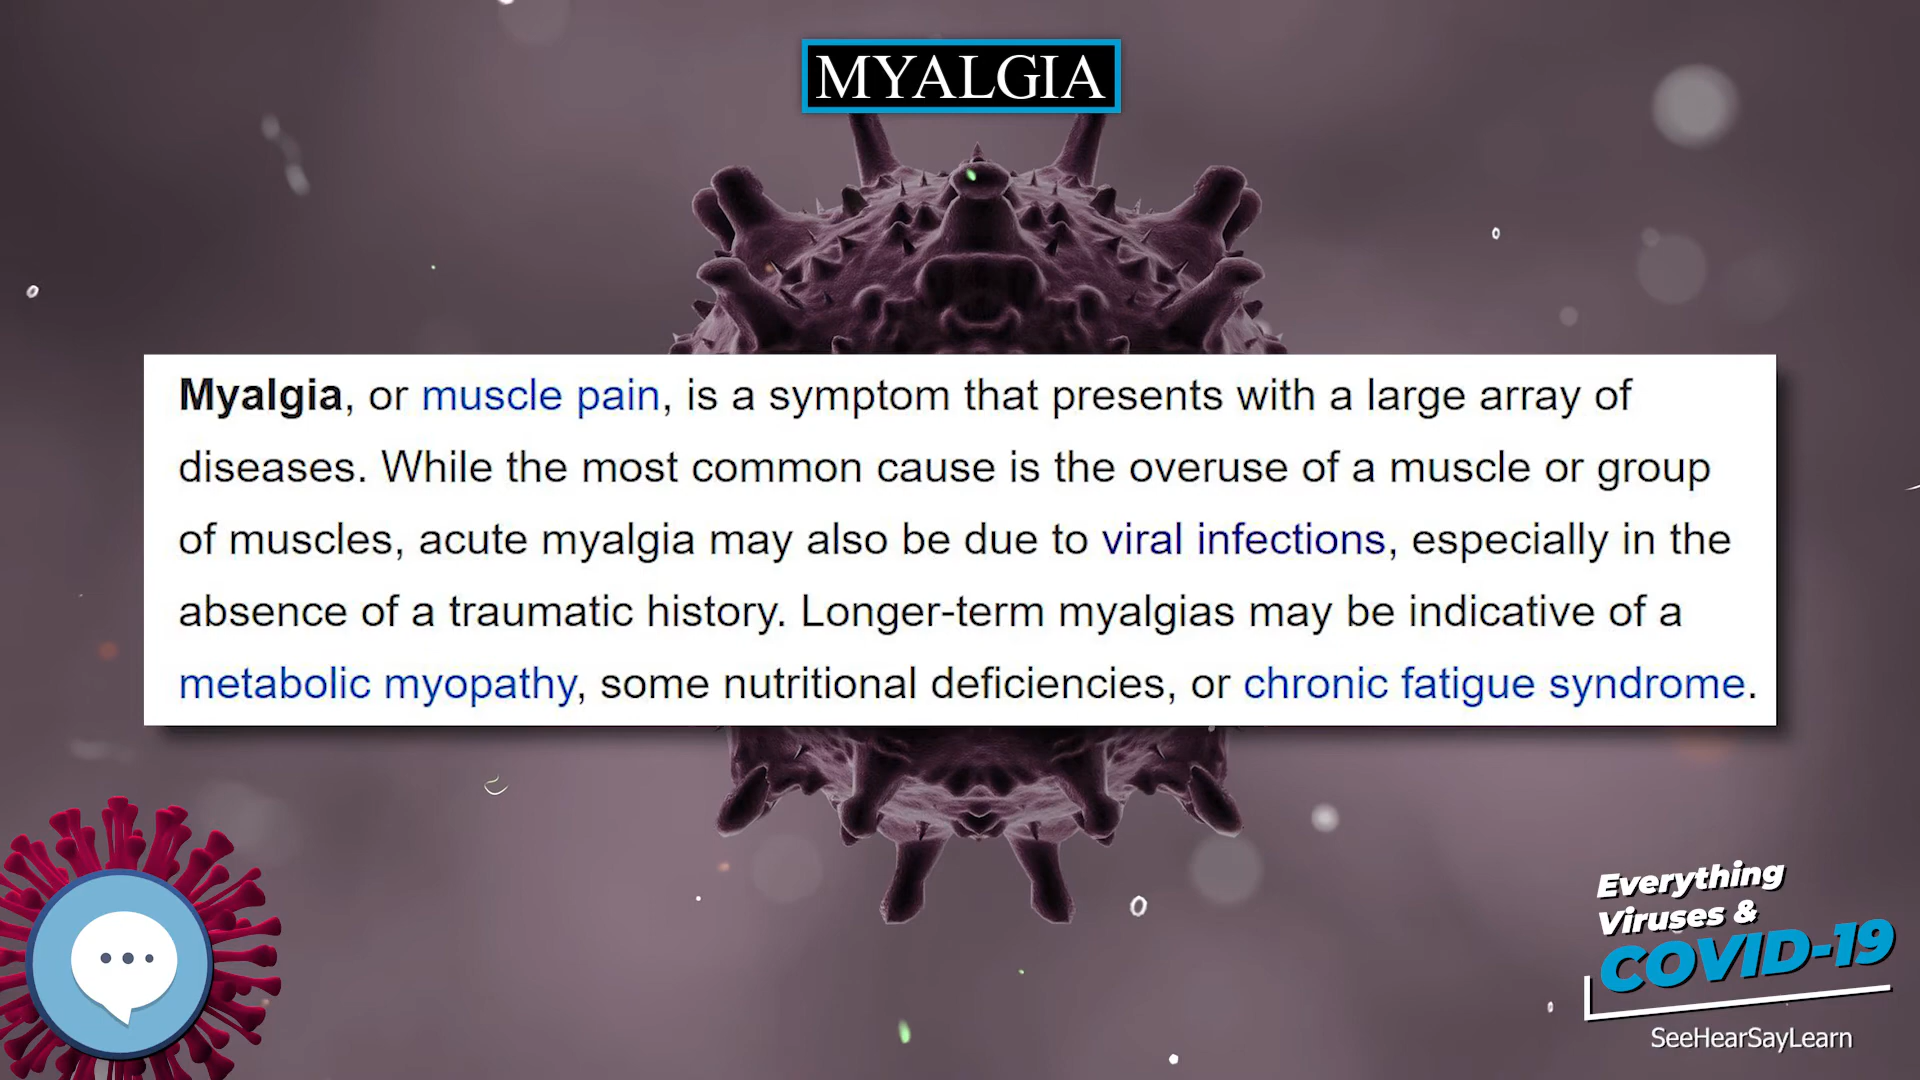 MYALGIA
Myalgia, or muscle pain, is a symptom that presents with a large array of
diseases. While the most common cause is the overuse of a muscle or group
of muscles, acute myalgia may also be due to viral infections, especially in the
absence of a traumatic history. Longer-term myalgias may be indicative of a
metabolic myopathy, some nutritional deficiencies, or chronic fatigue syndrome.
Everything
Viruses &
COVID-19
SeeHearSayLearn